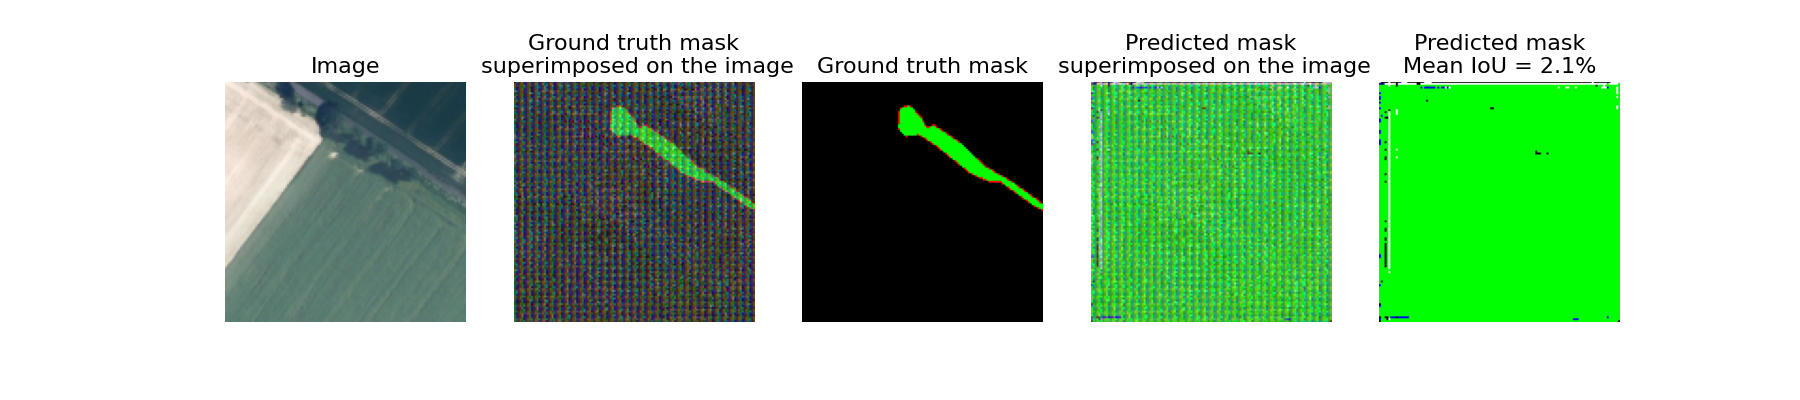 Image
Ground truth mask
superimposed on the image
Ground truth mask
Predicted mask
superimposed on the image
Predicted mask
Mean IoU = 2.1%